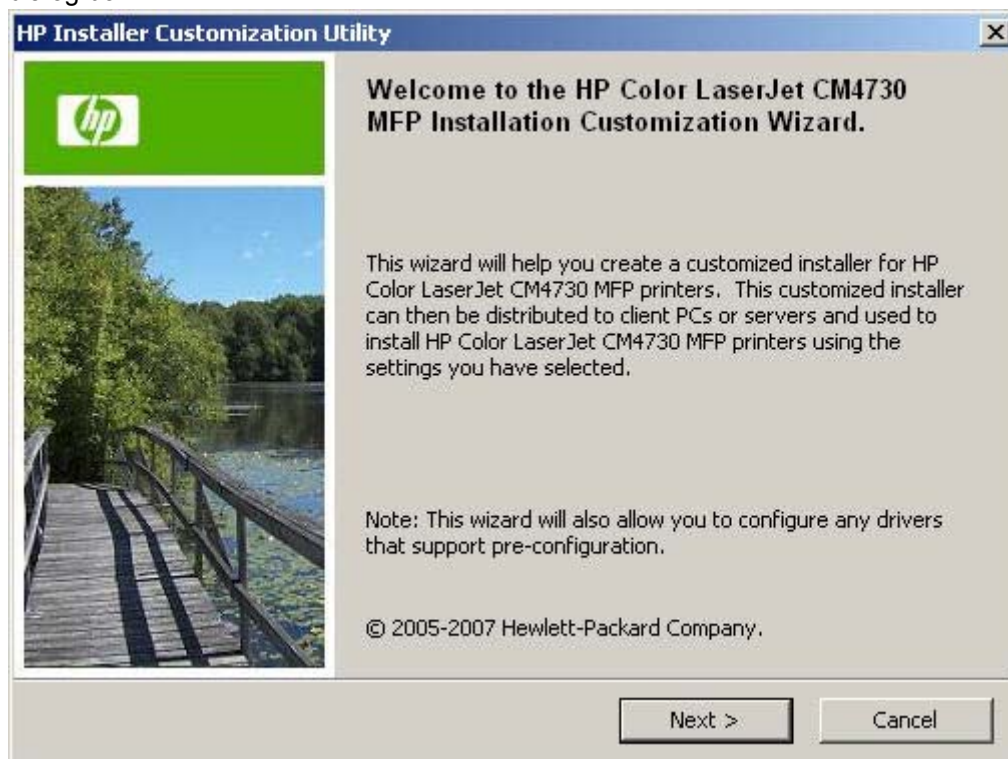 HP Installer Customization Utility
hp
Welcome to the HP Color LaserJet CM4730
MFP Installation Customization Wizard.
This wizard will help you create a customized installer for HP
Color LaserJet CM4730 MFP printers. This customized installer
can then be distributed to client PCs or servers and used to
install HP Color LaserJet CM4730 MFP printers using the
settings you have selected.
Note: This wizard will also allow you to configure any drivers
that support pre-configuration.
© 2005-2007 Hewlett-Packard Company.
Next >
Cancel